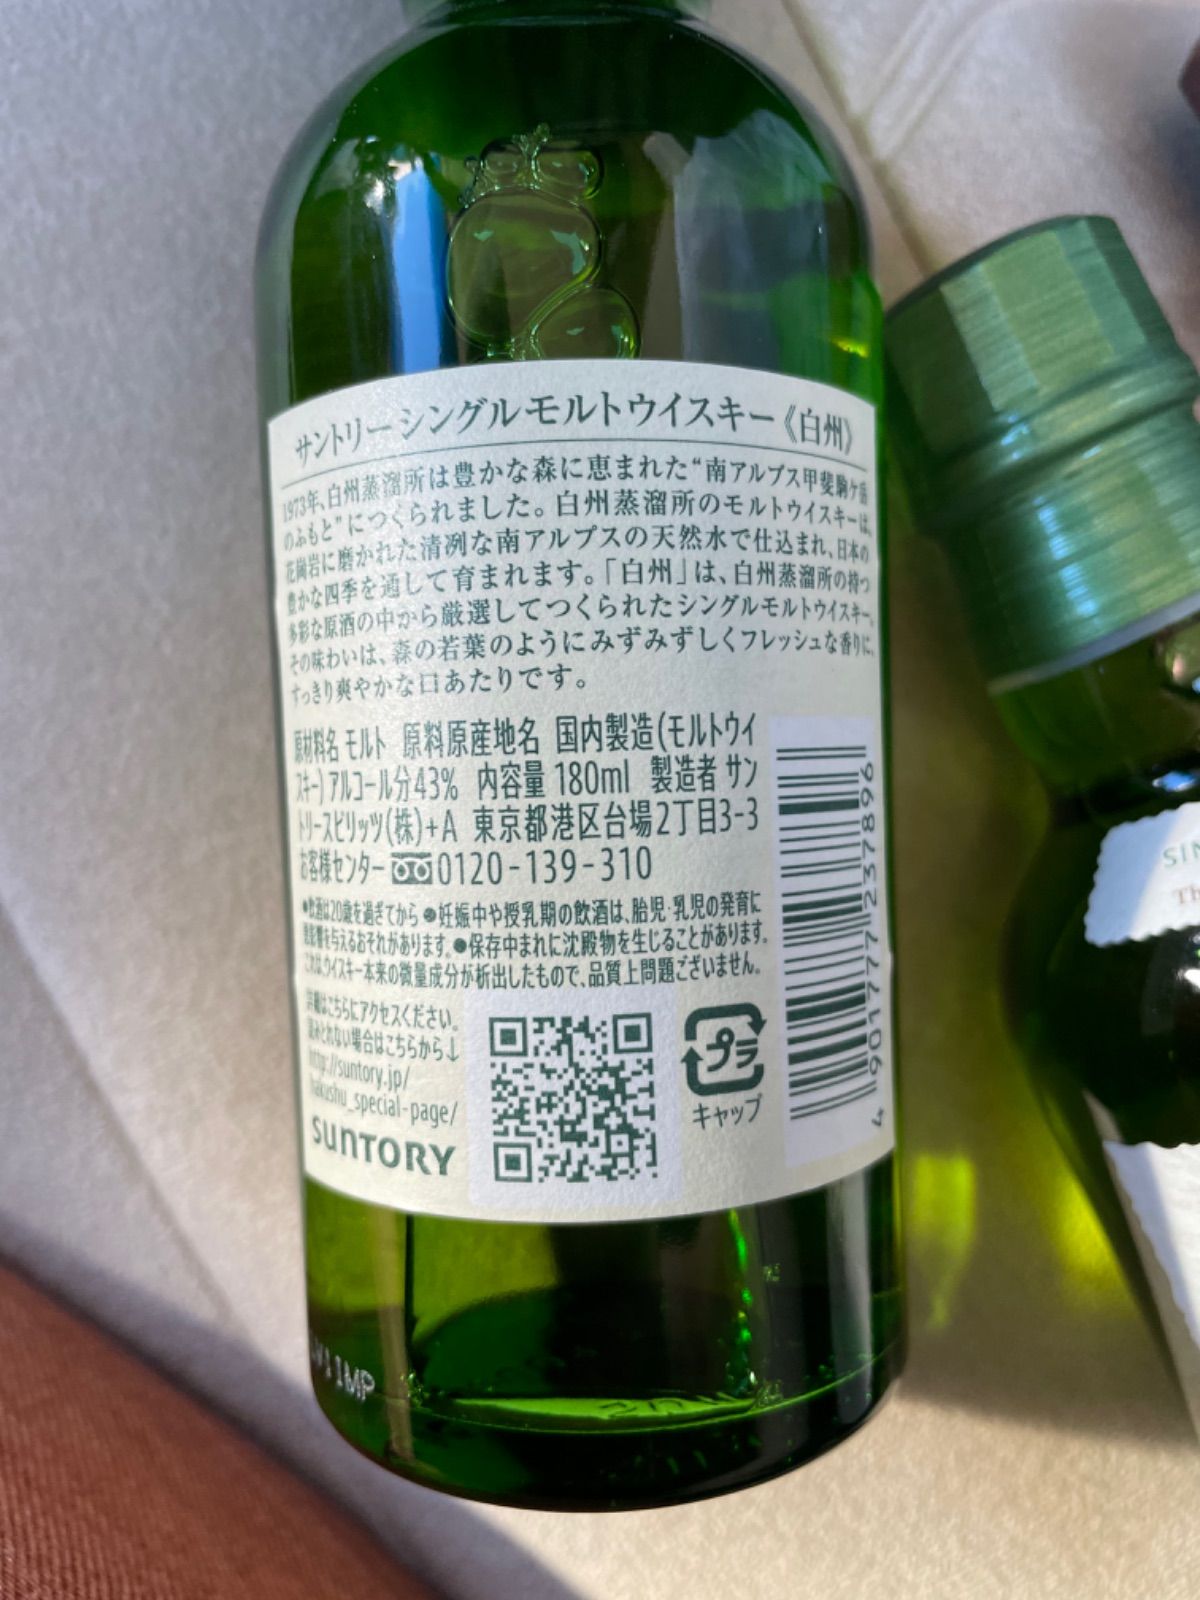 サントリーシングルモルトウイスキー《白州》
1973年、白州蒸溜所は豊かな森に恵まれた“南アルプス甲斐駒ケ岳
のふもと”につくられました。白州蒸溜所のモルトウイスキーは、
花崗岩に磨かれた清冽な南アルプスの天然水で仕込まれ、日本の
豊かな四季を通して育まれます。「白州」は、白州蒸溜所の持つ
多彩な原酒の中から厳選してつくられたシングルモルトウイスキー。
その味わいは、森の若葉のようにみずみずしくフレッシュな香りに、
すっきり爽やかな口あたりです。
原材料名 モルト 原料原産地名 国内製造(モルトウイ
スキー) アルコール分43% 内容量 180ml 製造者 サン
トリースピリッツ(株)+A 東京都港区台場2丁目3-3
お客様センター 0120-139-310
●飲酒は20歳を過ぎてから ●妊娠中や授乳期の飲酒は、胎児・乳児の発育に
悪影響を与えるおそれがあります。●保存中まれに沈殿物を生じることがあります。
これは、ウイスキー本来の微量成分が析出したもので、品質上問題ございません。
詳細はこちらにアクセスください。
読みとれない場合はこちらから↓
http://suntory.jp/
hakushu_special-page/
SUNTORY
プラ
キャップ
4 901777 237896
11MP
SIN
Th